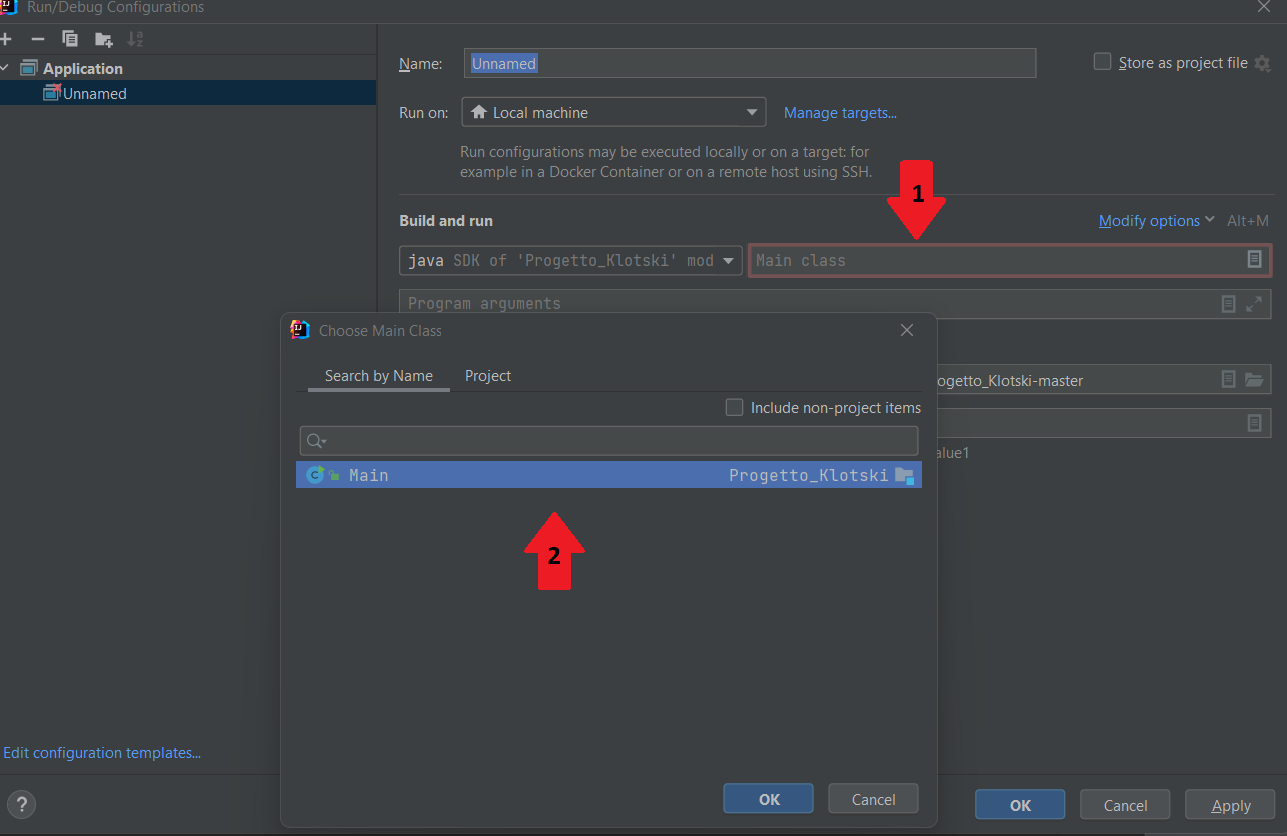 Run/Debug Configurations
Application
Unnamed
Name: Unnamed
Store as project file
Run on: Local machine
Manage targets...
Run configurations may be executed locally or on a target: for
example in a Docker Container or on a remote host using SSH.
1
Build and run
Modify options Alt+M
java SDK of 'Progetto_Klotski' mod
Main class
Program arguments
Choose Main Class
Search by Name Project
ogetto_Klotski-master
Include non-project items
alue1
Main Progetto_Klotski
2
Edit configuration templates...
OK Cancel
? OK Cancel Apply